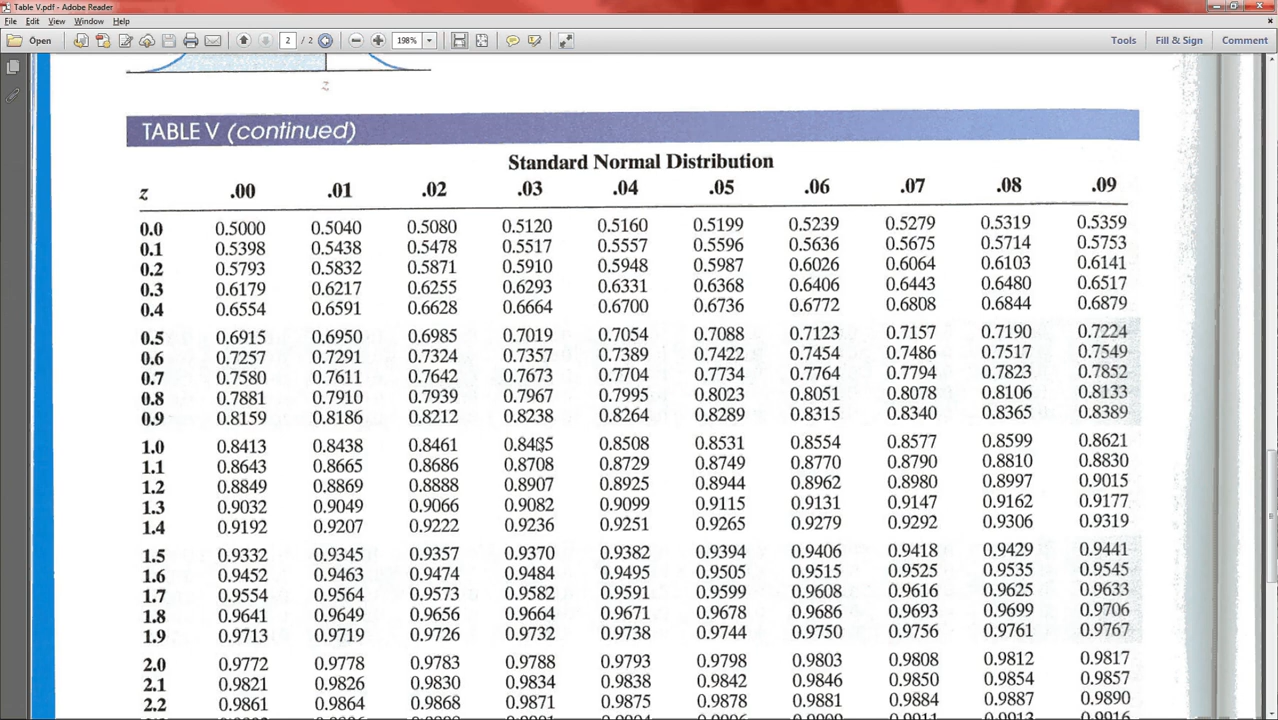 Table V.pdf - Adobe Reader
File Edit View Window Help
Open 2 / 2 198% Tools Fill & Sign Comment
z
TABLE V (continued)
Standard Normal Distribution
z .00 .01 .02 .03 .04 .05 .06 .07 .08 .09
0.0 0.5000 0.5040 0.5080 0.5120 0.5160 0.5199 0.5239 0.5279 0.5319 0.5359
0.1 0.5398 0.5438 0.5478 0.5517 0.5557 0.5596 0.5636 0.5675 0.5714 0.5753
0.2 0.5793 0.5832 0.5871 0.5910 0.5948 0.5987 0.6026 0.6064 0.6103 0.6141
0.3 0.6179 0.6217 0.6255 0.6293 0.6331 0.6368 0.6406 0.6443 0.6480 0.6517
0.4 0.6554 0.6591 0.6628 0.6664 0.6700 0.6736 0.6772 0.6808 0.6844 0.6879
0.5 0.6915 0.6950 0.6985 0.7019 0.7054 0.7088 0.7123 0.7157 0.7190 0.7224
0.6 0.7257 0.7291 0.7324 0.7357 0.7389 0.7422 0.7454 0.7486 0.7517 0.7549
0.7 0.7580 0.7611 0.7642 0.7673 0.7704 0.7734 0.7764 0.7794 0.7823 0.7852
0.8 0.7881 0.7910 0.7939 0.7967 0.7995 0.8023 0.8051 0.8078 0.8106 0.8133
0.9 0.8159 0.8186 0.8212 0.8238 0.8264 0.8289 0.8315 0.8340 0.8365 0.8389
1.0 0.8413 0.8438 0.8461 0.8485 0.8508 0.8531 0.8554 0.8577 0.8599 0.8621
1.1 0.8643 0.8665 0.8686 0.8708 0.8729 0.8749 0.8770 0.8790 0.8810 0.8830
1.2 0.8849 0.8869 0.8888 0.8907 0.8925 0.8944 0.8962 0.8980 0.8997 0.9015
1.3 0.9032 0.9049 0.9066 0.9082 0.9099 0.9115 0.9131 0.9147 0.9162 0.9177
1.4 0.9192 0.9207 0.9222 0.9236 0.9251 0.9265 0.9279 0.9292 0.9306 0.9319
1.5 0.9332 0.9345 0.9357 0.9370 0.9382 0.9394 0.9406 0.9418 0.9429 0.9441
1.6 0.9452 0.9463 0.9474 0.9484 0.9495 0.9505 0.9515 0.9525 0.9535 0.9545
1.7 0.9554 0.9564 0.9573 0.9582 0.9591 0.9599 0.9608 0.9616 0.9625 0.9633
1.8 0.9641 0.9649 0.9656 0.9664 0.9671 0.9678 0.9686 0.9693 0.9699 0.9706
1.9 0.9713 0.9719 0.9726 0.9732 0.9738 0.9744 0.9750 0.9756 0.9761 0.9767
2.0 0.9772 0.9778 0.9783 0.9788 0.9793 0.9798 0.9803 0.9808 0.9812 0.9817
2.1 0.9821 0.9826 0.9830 0.9834 0.9838 0.9842 0.9846 0.9850 0.9854 0.9857
2.2 0.9861 0.9864 0.9868 0.9871 0.9875 0.9878 0.9881 0.9884 0.9887 0.9890